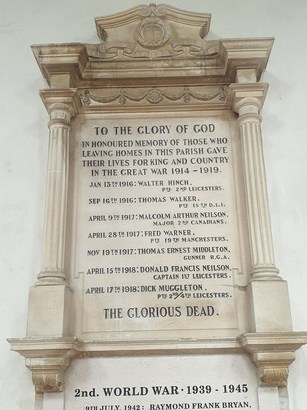 TO THE GLORY OF GOD
IN HONOURED MEMORY OF THOSE WHO
LEAVING HOMES IN THIS PARISH GAVE
THEIR LIVES FOR KING AND COUNTRY
IN THE GREAT WAR 1914-1919.
JAN 13TH 1916: WALTER HINCH.
PTE 2ND LEICESTERS.
SEP 16TH 1916: THOMAS WALKER.
PTE 15TH D.L.I.
APRIL 9TH 1917: MALCOLM ARTHUR NEILSON,
MAJOR 2ND CANADIANS.
APRIL 28TH 1917: FRED WARNER.
PTE 19TH MANCHESTERS.
NOV 19TH 1917: THOMAS ERNEST MIDDLETON,
GUNNER R.G.A.
APRIL 15TH 1918: DONALD FRANCIS NEILSON,
CAPTAIN 1ST LEICESTERS.
APRIL 17TH 1918: DICK MUGGLETON.
PTE 2ND/4TH LEICESTERS.
THE GLORIOUS DEAD.
2nd. WORLD WAR · 1939 - 1945
9TH JULY, 1942: RAYMOND FRANK BRYAN,